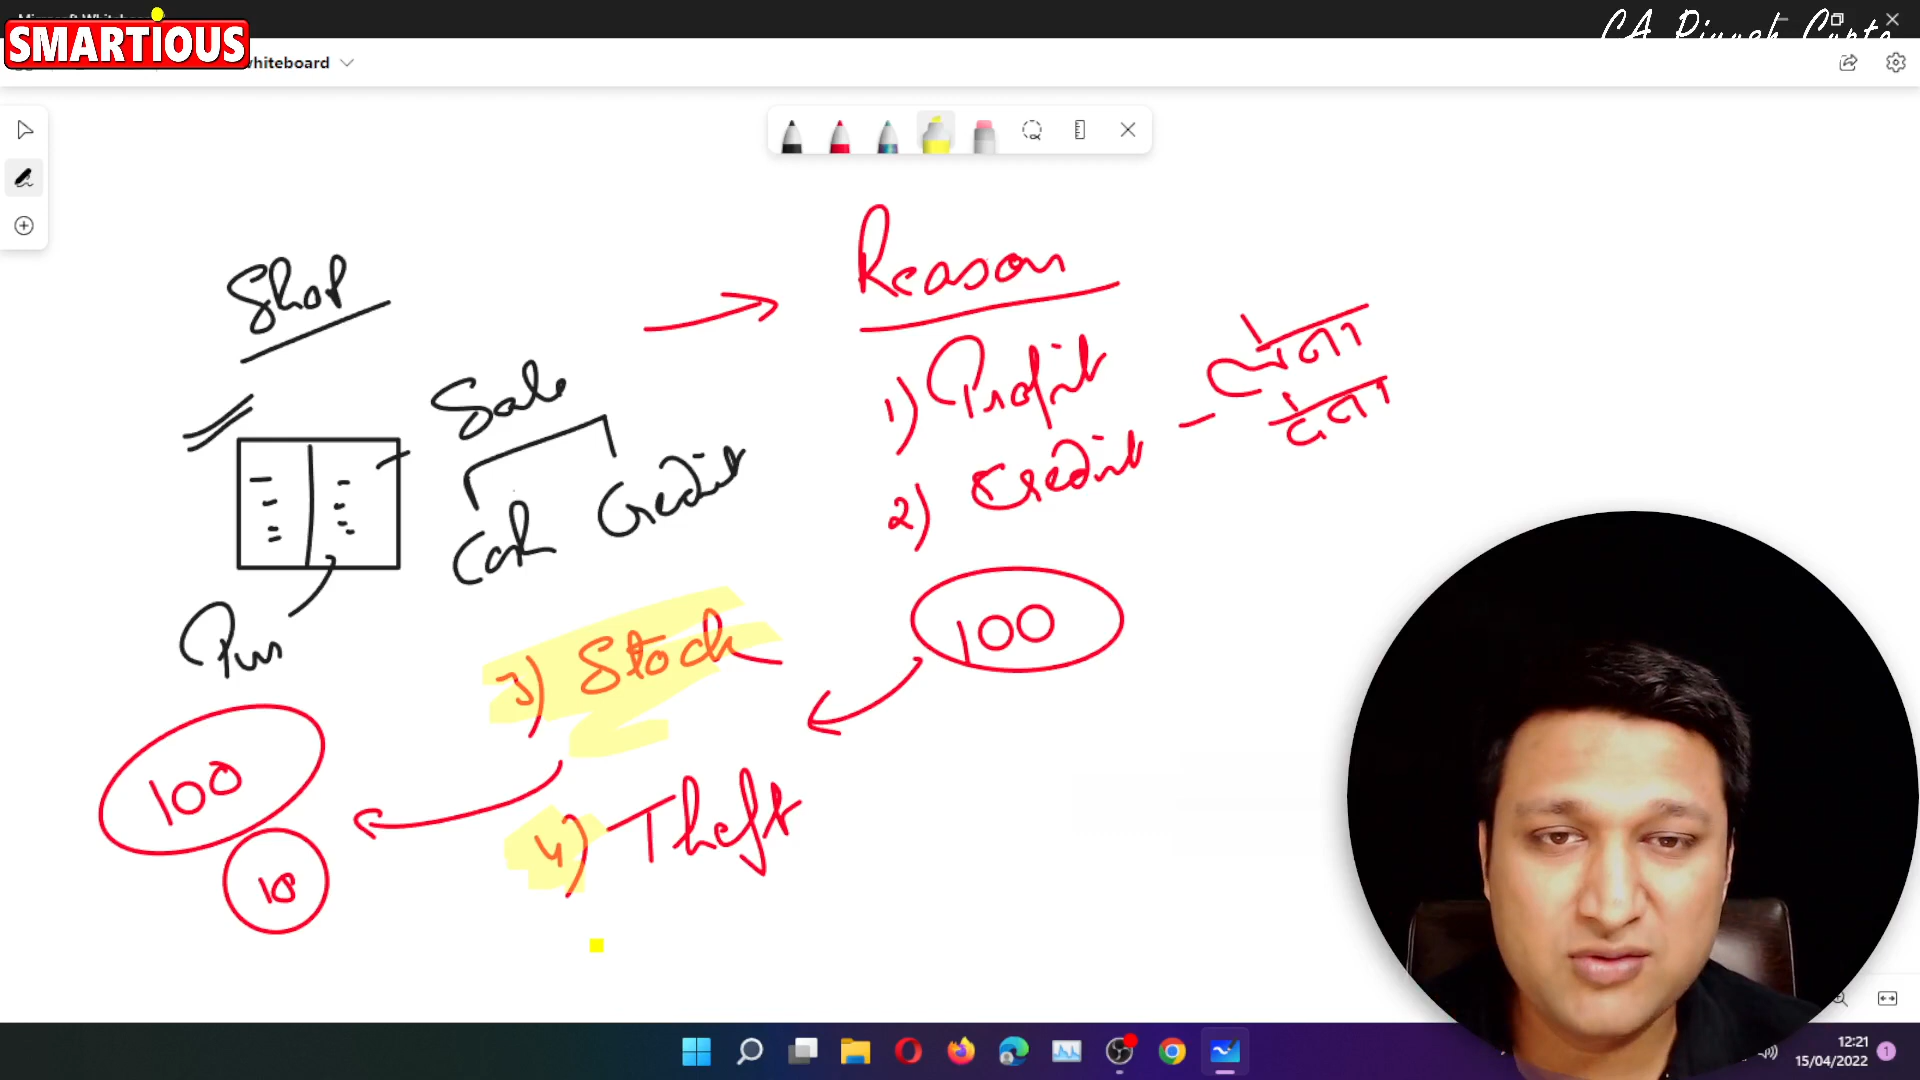 SMARTIOUS
Whiteboard
Shop
Reason
1) Profit
लेना
देना
2) Credit -
Sale
Cash Credit
Pur
3) Stock
100
100
10
4) Theft
12:21
15/04/2022
1